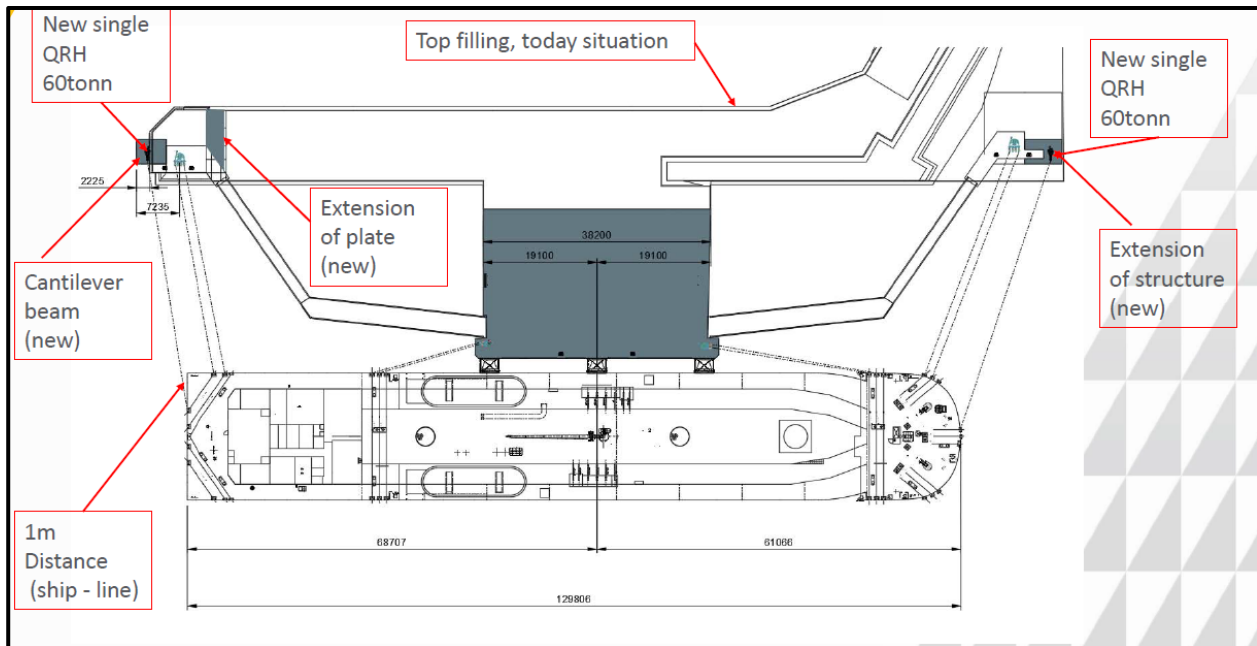 New single
QRH
60tonn
Top filling, today situation
New single
QRH
60tonn
2225
7235
Extension
of plate
(new)
38200
19100
19100
Cantilever
beam
(new)
Extension
of structure
(new)
1m
Distance
(ship - line)
68707
61066
129806